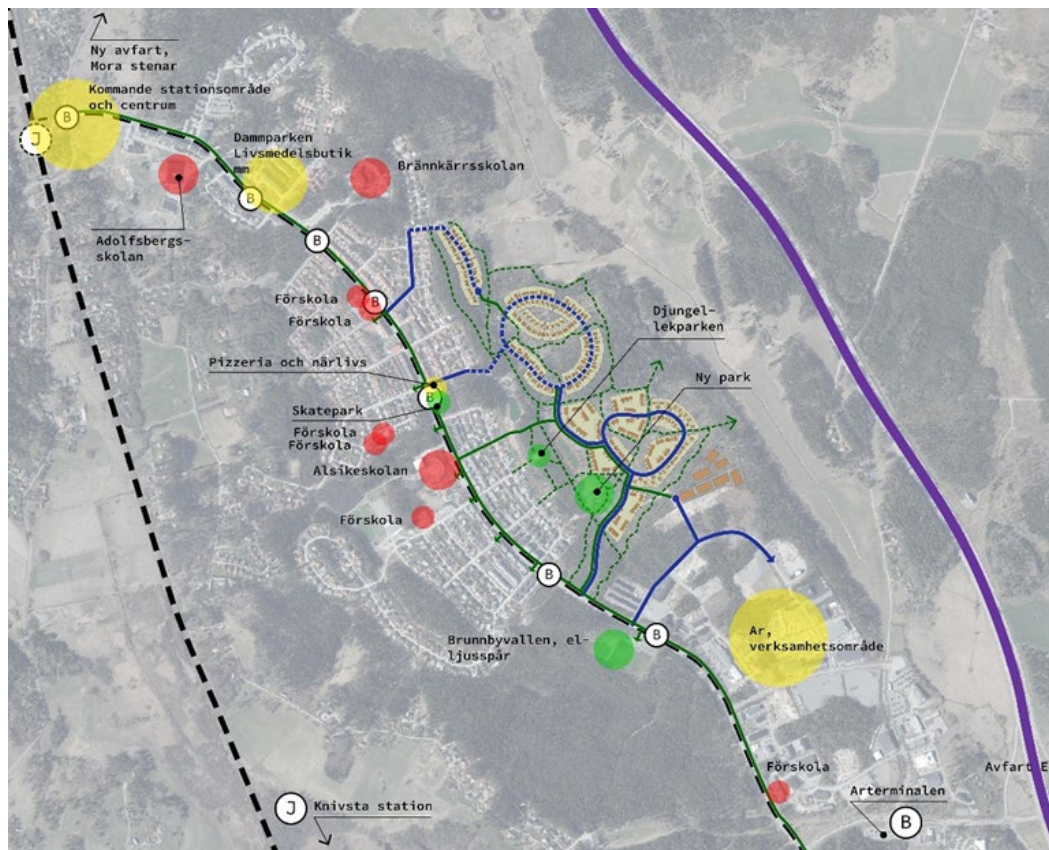 Ny avfart,
Mora stenar
Kommande stationsområde
och centrum
B
J
Dammparken
Livsmedelsbutik
mm
Brännkärrsskolan
B
Adolfsbergs-
skolan
B
Förskola
B
Förskola
Djungel-
lekparken
Pizzeria och närlivs
Ny park
B
Skatepark
Förskola
Förskola
Alsikeskolan
Förskola
B
Brunnbyvallen, el-
ljusspår
B
Ar,
verksamhetsområde
Förskola
Avfart E
Arterminalen
B
J
Knivsta station